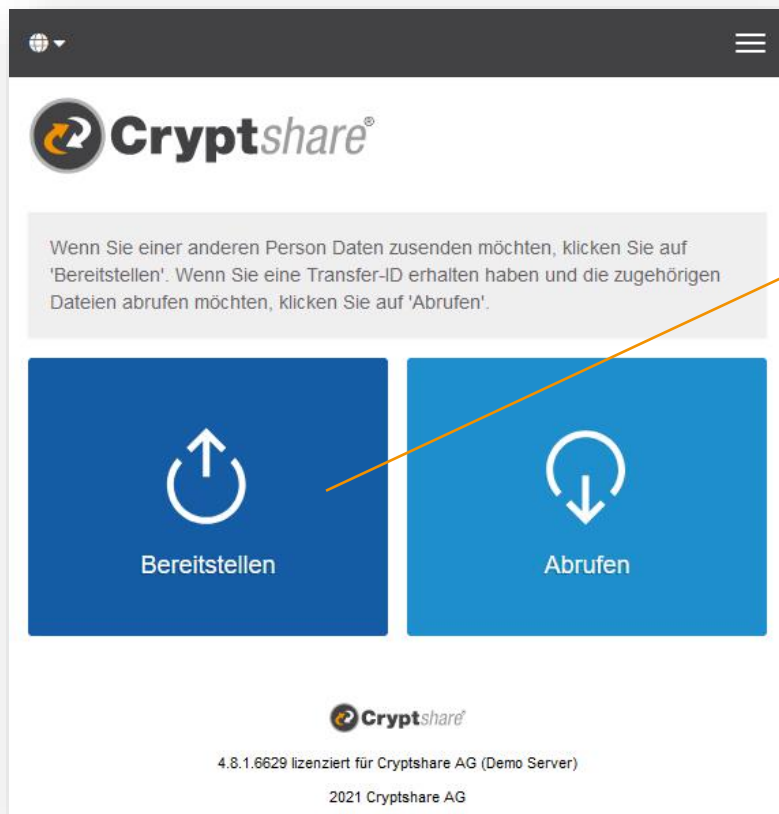 Cryptshare®
Wenn Sie einer anderen Person Daten zusenden möchten, klicken Sie auf
'Bereitstellen'. Wenn Sie eine Transfer-ID erhalten haben und die zugehörigen
Dateien abrufen möchten, klicken Sie auf 'Abrufen'.
Bereitstellen
Abrufen
Cryptshare®
4.8.1.6629 lizenziert für Cryptshare AG (Demo Server)
2021 Cryptshare AG